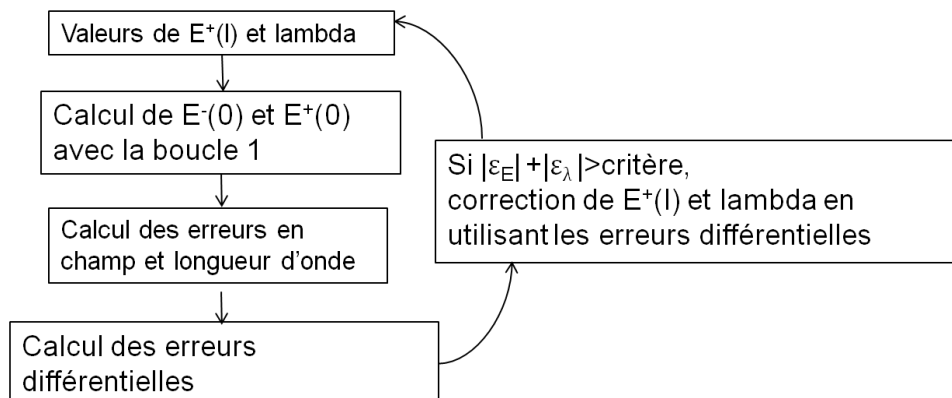 Valeurs de E⁺(l) et lambda
Calcul de E⁻(0) et E⁺(0)
avec la boucle 1
Calcul des erreurs en
champ et longueur d'onde
Calcul des erreurs
différentielles
Si |ε_E| +|ε_λ|>critère,
correction de E⁺(l) et lambda en
utilisant les erreurs différentielles